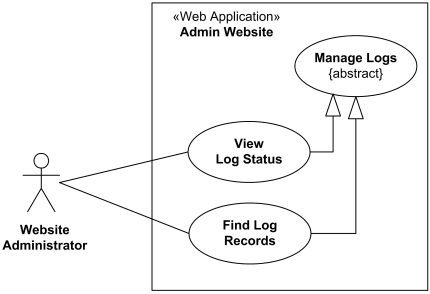 «Web Application»
Admin Website
Manage Logs
{abstract}
View
Log Status
Website
Administrator
Find Log
Records